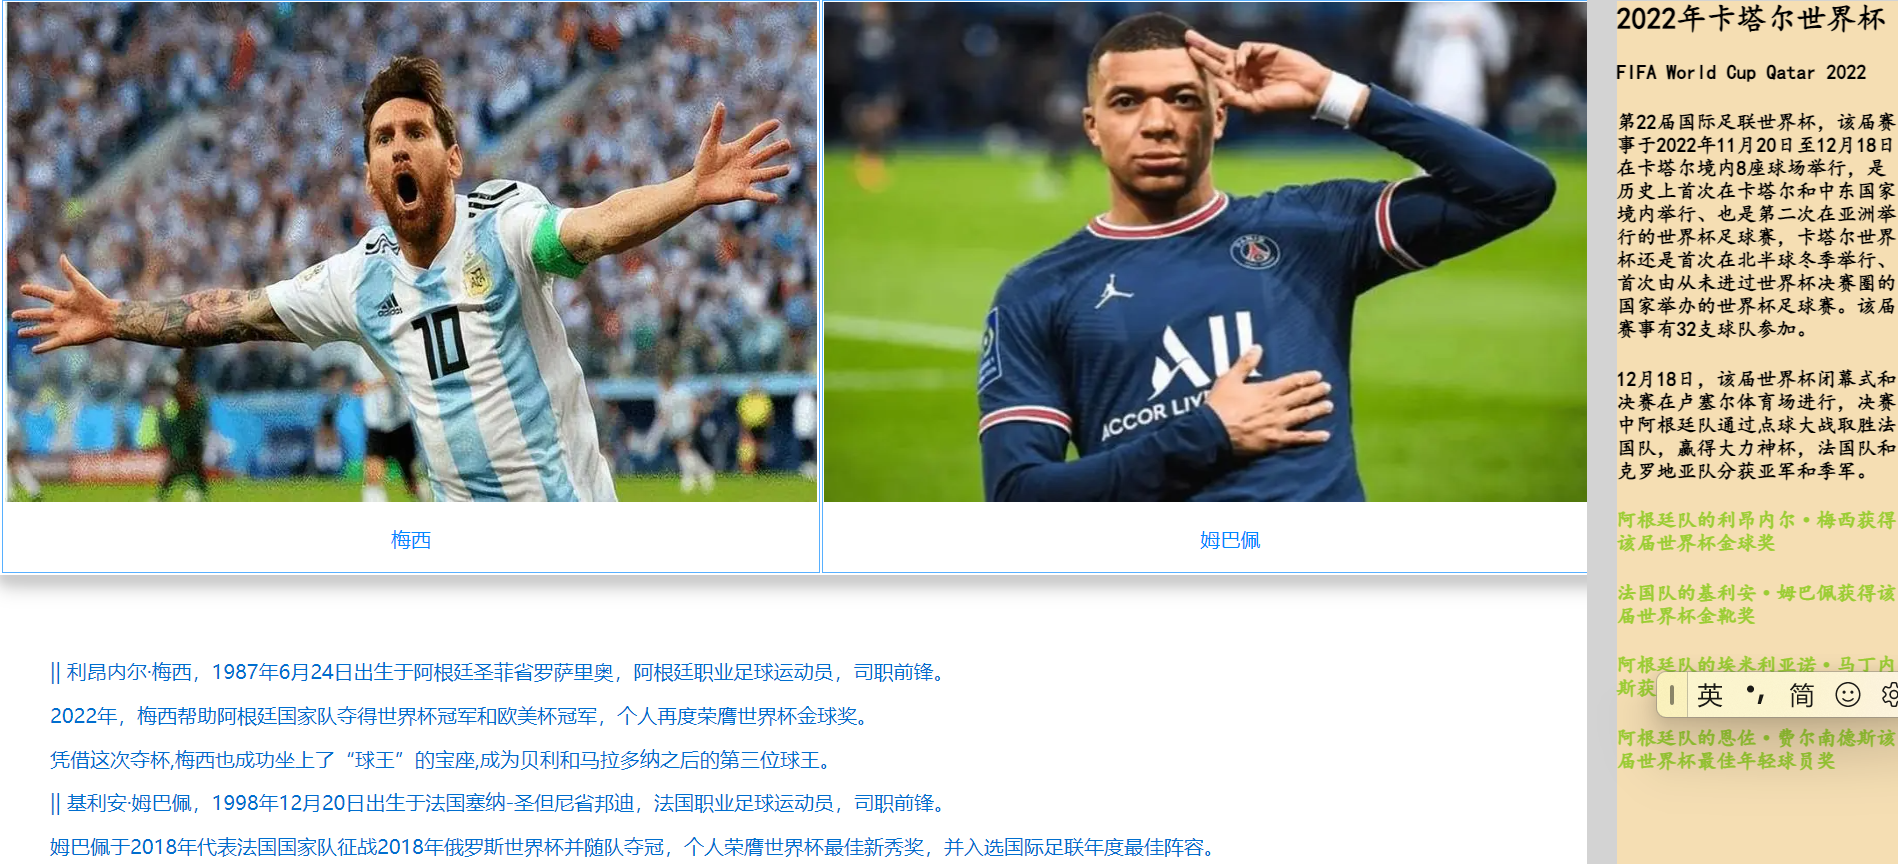 10
adidas
AFA
PARIS
ALL
ACCOR LIV
梅西
姆巴佩
|| 利昂内尔·梅西，1987年6月24日出生于阿根廷圣菲省罗萨里奥，阿根廷职业足球运动员，司职前锋。
2022年，梅西帮助阿根廷国家队夺得世界杯冠军和欧美杯冠军，个人再度荣膺世界杯金球奖。
凭借这次夺杯,梅西也成功坐上了“球王”的宝座,成为贝利和马拉多纳之后的第三位球王。
|| 基利安·姆巴佩，1998年12月20日出生于法国塞纳-圣但尼省邦迪，法国职业足球运动员，司职前锋。
姆巴佩于2018年代表法国国家队征战2018年俄罗斯世界杯并随队夺冠，个人荣膺世界杯最佳新秀奖，并入选国际足联年度最佳阵容。
2022年卡塔尔世界杯
FIFA World Cup Qatar 2022
第22届国际足联世界杯，该届赛
事于2022年11月20日至12月18日
在卡塔尔境内8座球场举行，是
历史上首次在卡塔尔和中东国家
境内举行、也是第二次在亚洲举
行的世界杯足球赛，卡塔尔世界
杯还是首次在北半球冬季举行、
首次由从未进过世界杯决赛圈的
国家举办的世界杯足球赛。该届
赛事有32支球队参加。
12月18日，该届世界杯闭幕式和
决赛在卢塞尔体育场进行，决赛
中阿根廷队通过点球大战取胜法
国队，赢得大力神杯，法国队和
克罗地亚队分获亚军和季军。
阿根廷队的利昂内尔·梅西获得
该届世界杯金球奖
法国队的基利安·姆巴佩获得该
届世界杯金靴奖
阿根廷队的埃米利亚诺·马丁内
斯获
英 简
阿根廷队的恩佐·费尔南德斯该
届世界杯最佳年轻球员奖